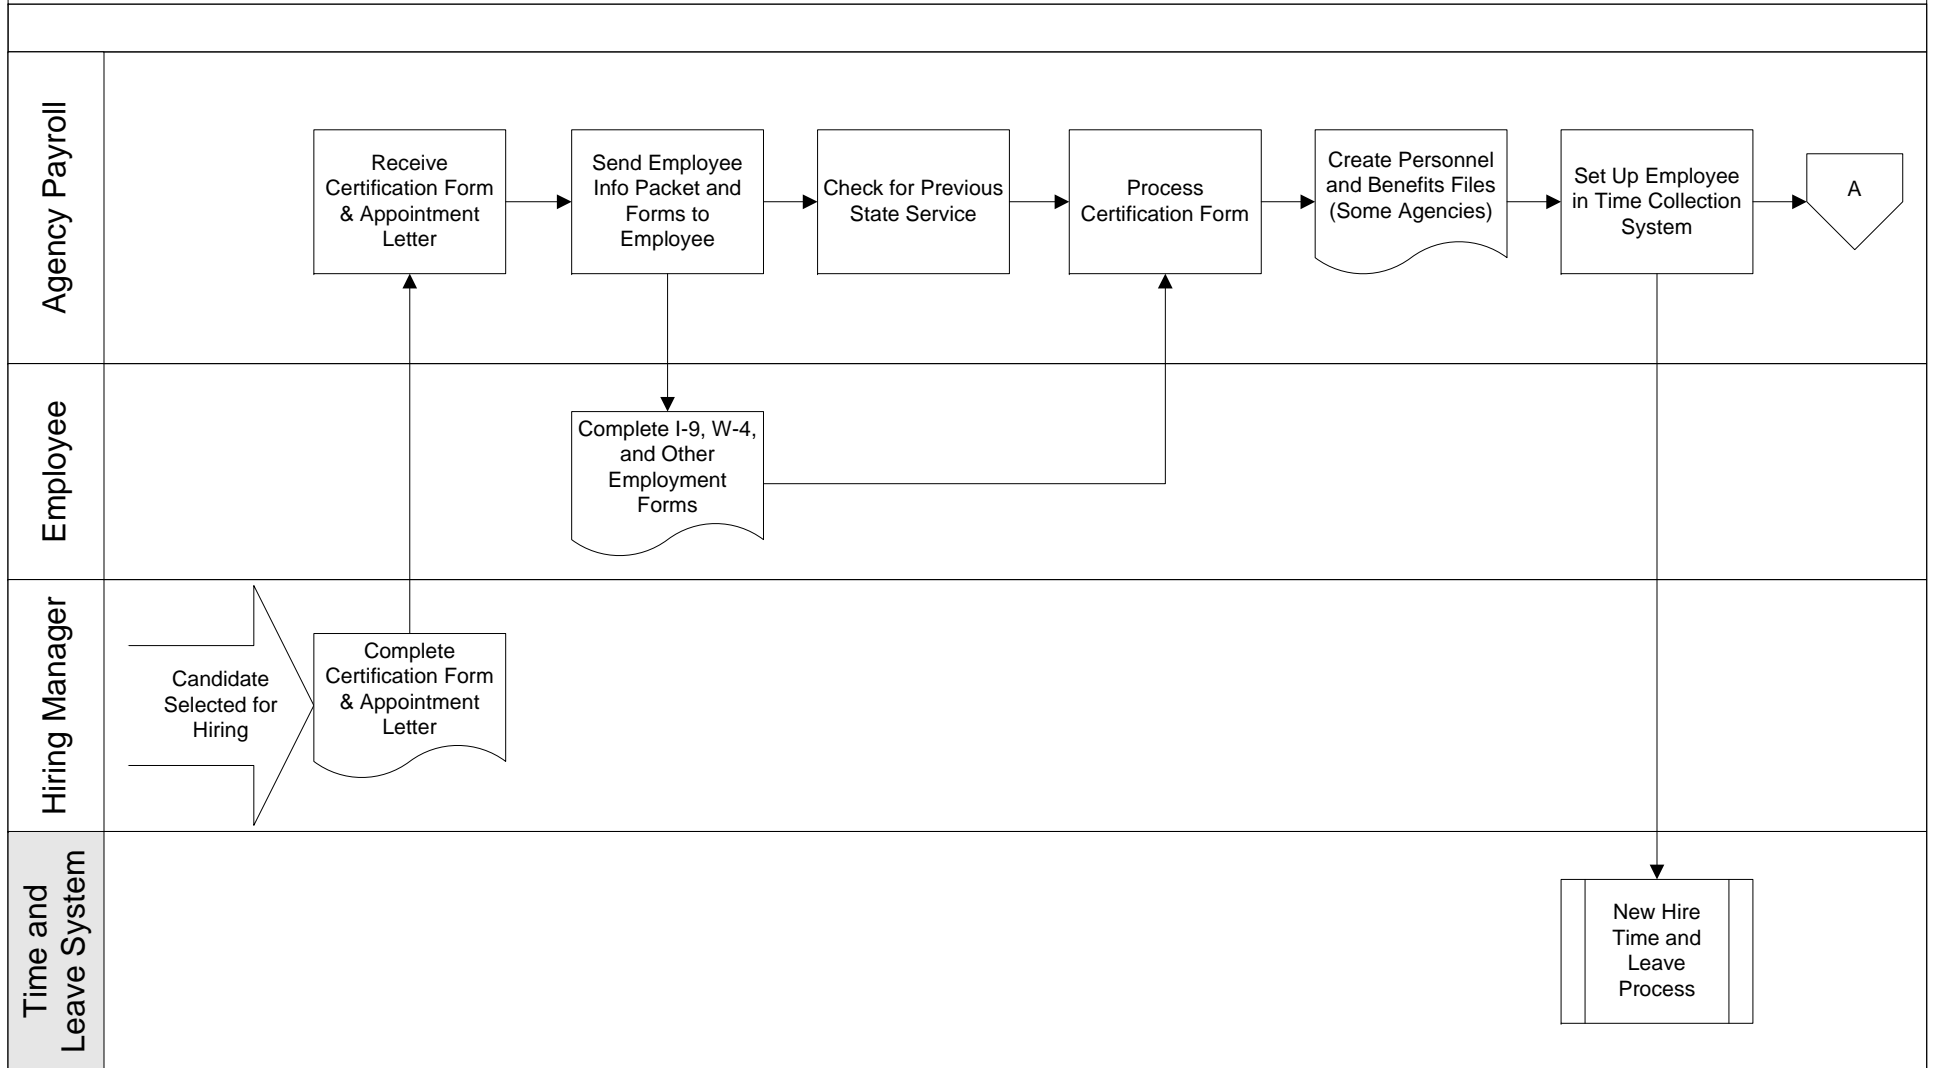 Agency Payroll
Receive
Certification Form
& Appointment
Letter
Send Employee
Info Packet and
Forms to
Employee
Check for Previous
State Service
Process
Certification Form
Create Personnel
and Benefits Files
(Some Agencies)
Set Up Employee
in Time Collection
System
A
Employee
Complete I-9, W-4,
and Other
Employment
Forms
Hiring Manager
Candidate
Selected for
Hiring
Complete
Certification Form
& Appointment
Letter
Time and
Leave System
New Hire
Time and
Leave
Process